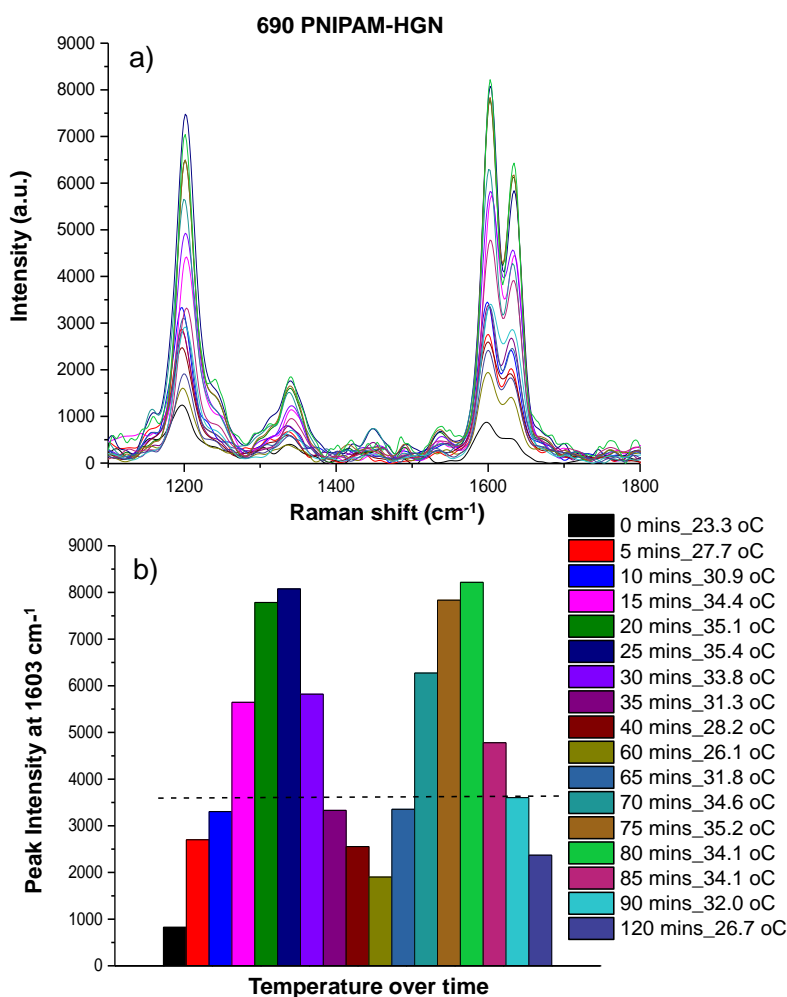 690 PNIPAM-HGN
a)
9000
8000
7000
6000
5000
4000
3000
2000
1000
0
Intensity (a.u.)
1200
1400
1600
1800
Raman shift (cm⁻¹)
b)
9000
8000
7000
6000
5000
4000
3000
2000
1000
0
Peak Intensity at 1603 cm⁻¹
Temperature over time
0 mins_23.3 oC
5 mins_27.7 oC
10 mins_30.9 oC
15 mins_34.4 oC
20 mins_35.1 oC
25 mins_35.4 oC
30 mins_33.8 oC
35 mins_31.3 oC
40 mins_28.2 oC
60 mins_26.1 oC
65 mins_31.8 oC
70 mins_34.6 oC
75 mins_35.2 oC
80 mins_34.1 oC
85 mins_34.1 oC
90 mins_32.0 oC
120 mins_26.7 oC